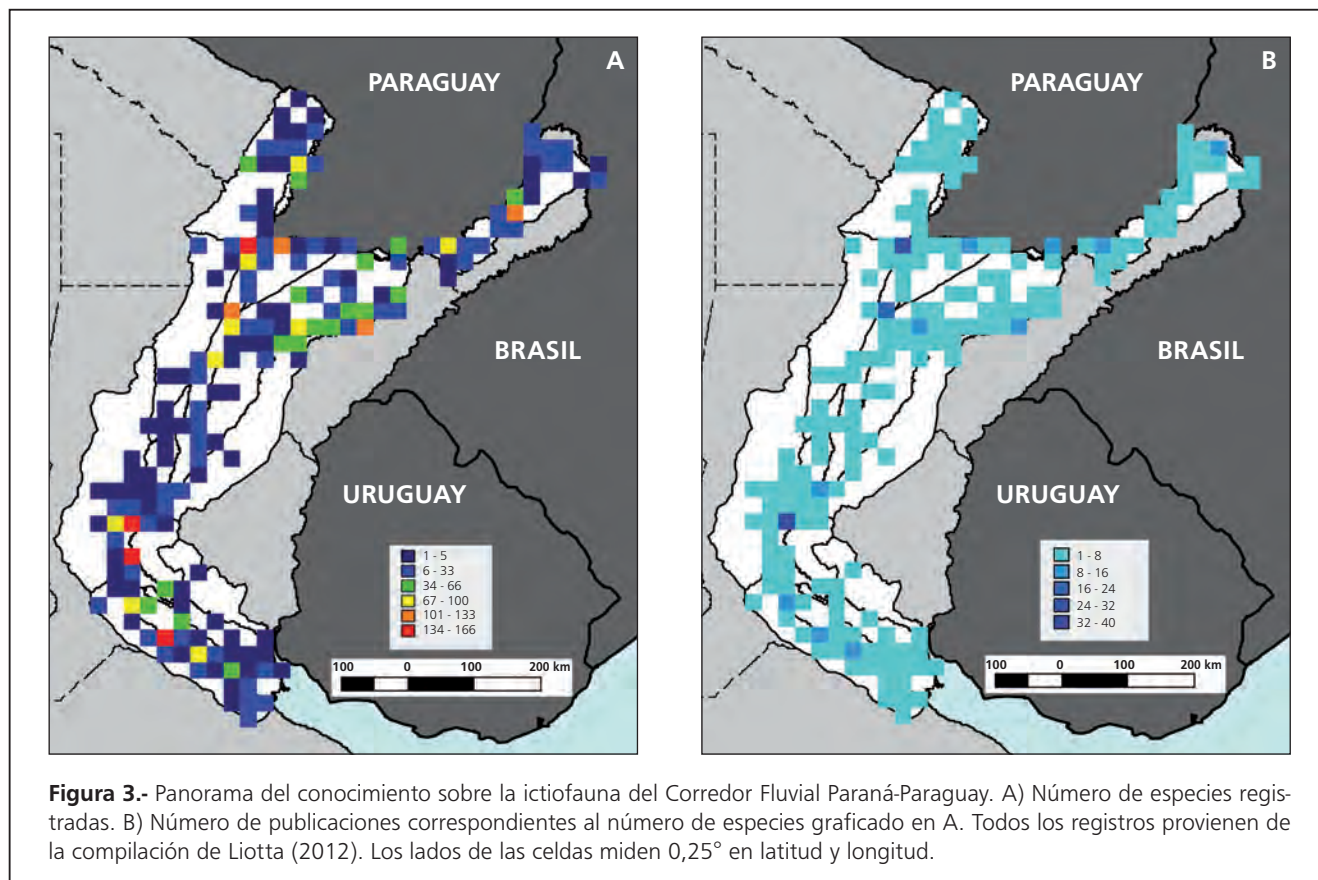 A
PARAGUAY
BRASIL
URUGUAY
1 - 5
6 - 33
34 - 66
67 - 100
101 - 133
134 - 166
100 0 100 200 km
B
PARAGUAY
BRASIL
URUGUAY
1 - 8
8 - 16
16 - 24
24 - 32
32 - 40
100 0 100 200 km
Figura 3.- Panorama del conocimiento sobre la ictiofauna del Corredor Fluvial Paraná-Paraguay. A) Número de especies regis-
tradas. B) Número de publicaciones correspondientes al número de especies graficado en A. Todos los registros provienen de
la compilación de Liotta (2012). Los lados de las celdas miden 0,25° en latitud y longitud.